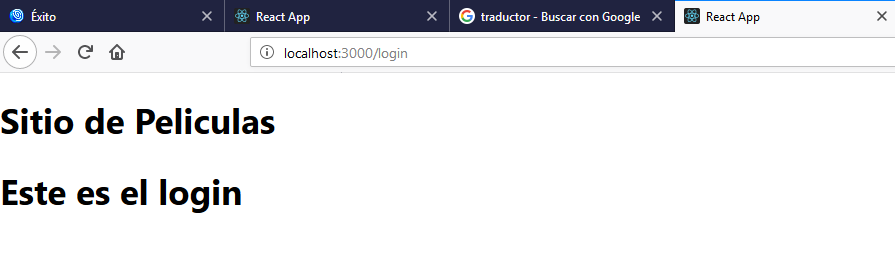 Éxito
React App
traductor - Buscar con Google
React App
localhost:3000/login
Sitio de Peliculas
Este es el login